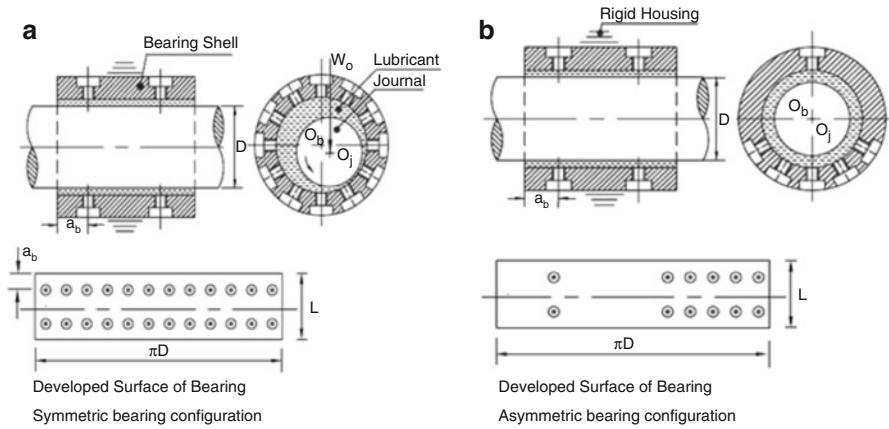 a
Bearing Shell
Wo
Lubricant
Journal
D
Ob
Oj
ab
ab
L
πD
Developed Surface of Bearing
Symmetric bearing configuration
b
Rigid Housing
D
Ob
Oj
ab
L
πD
Developed Surface of Bearing
Asymmetric bearing configuration